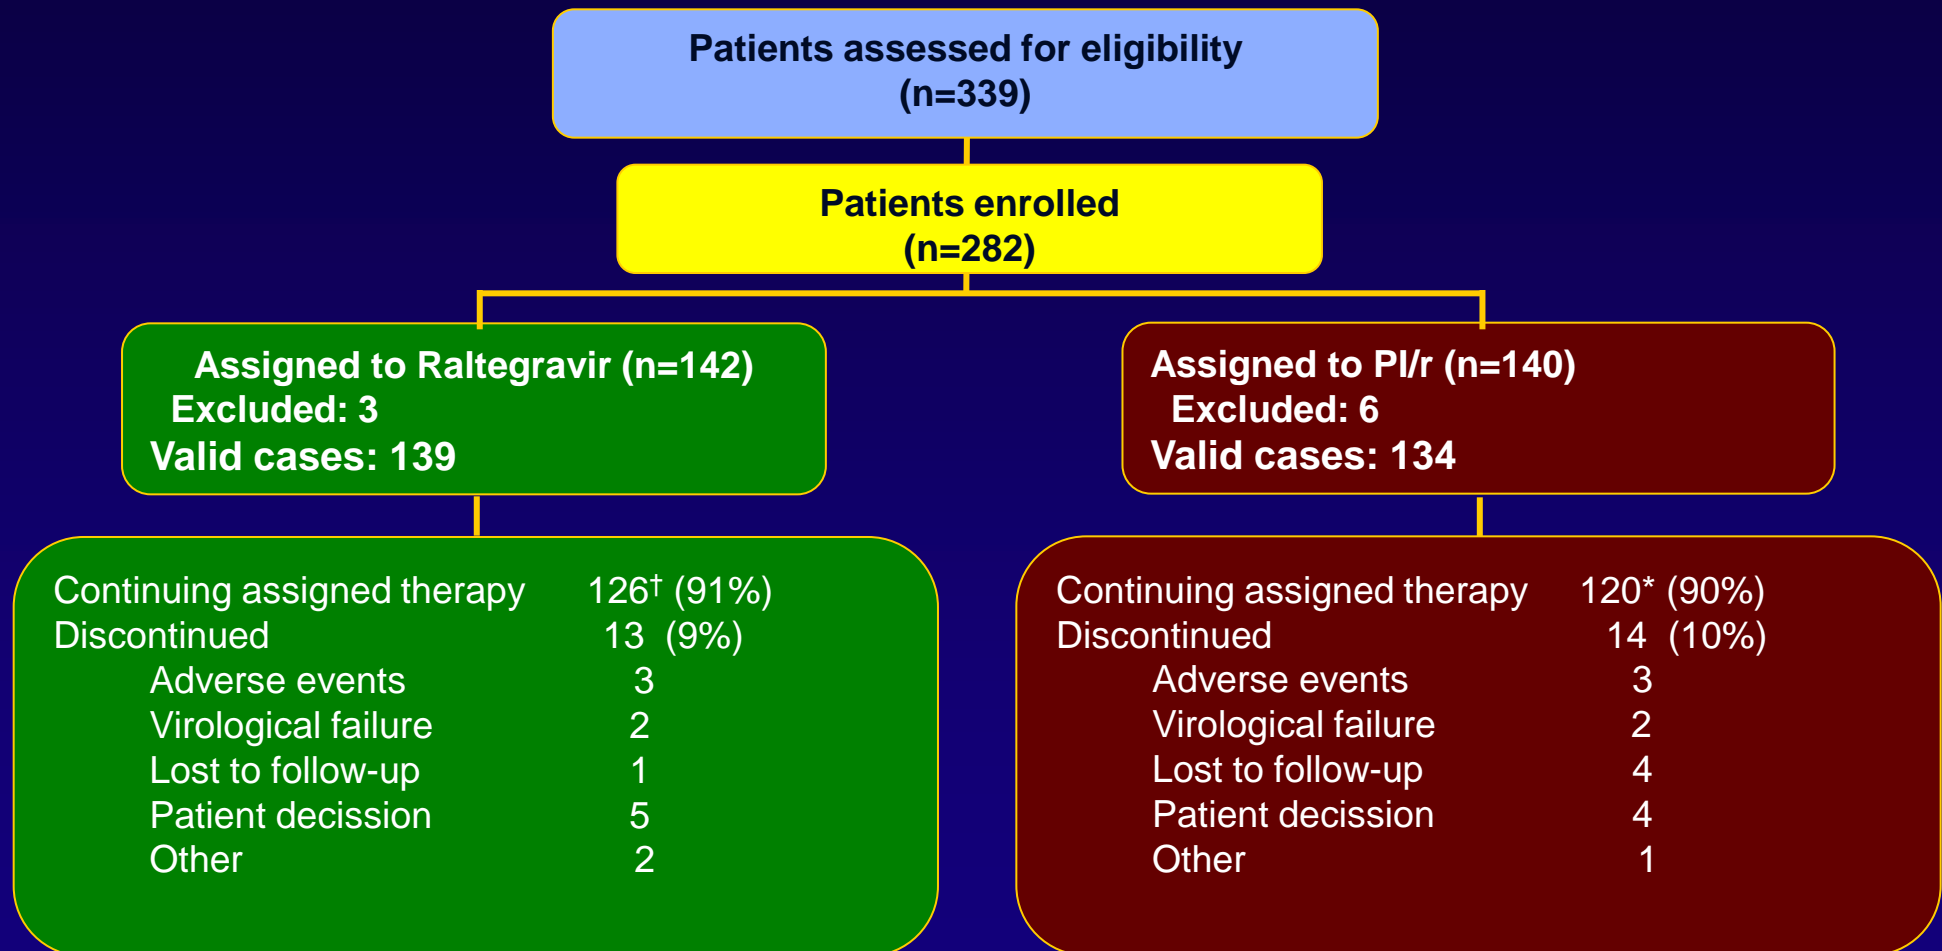 Patients assessed for eligibility
(n=339)
Patients enrolled
(n=282)
Assigned to Raltegravir (n=142)
Excluded: 3
Valid cases: 139
Assigned to PI/r (n=140)
Excluded: 6
Valid cases: 134
Continuing assigned therapy 126† (91%)
Discontinued 13 (9%)
Adverse events 3
Virological failure 2
Lost to follow-up 1
Patient decission 5
Other 2
Continuing assigned therapy 120* (90%)
Discontinued 14 (10%)
Adverse events 3
Virological failure 2
Lost to follow-up 4
Patient decission 4
Other 1